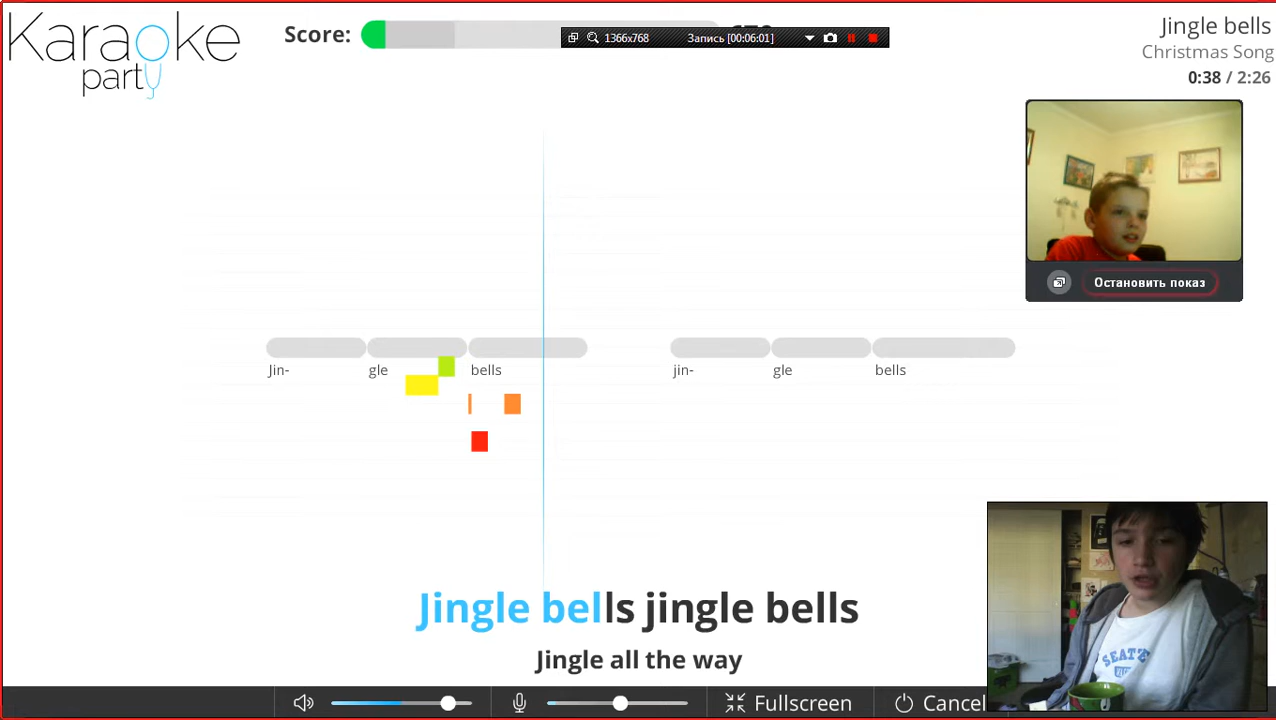 Karaoke
party
Score:
1366x768
Запись [00:06:01]
Jingle bells
Christmas Song
0:38 / 2:26
Остановить показ
Jin-
gle
bells
jin-
gle
bells
SEATZ
Jingle bells jingle bells
Jingle all the way
Fullscreen
Cancel